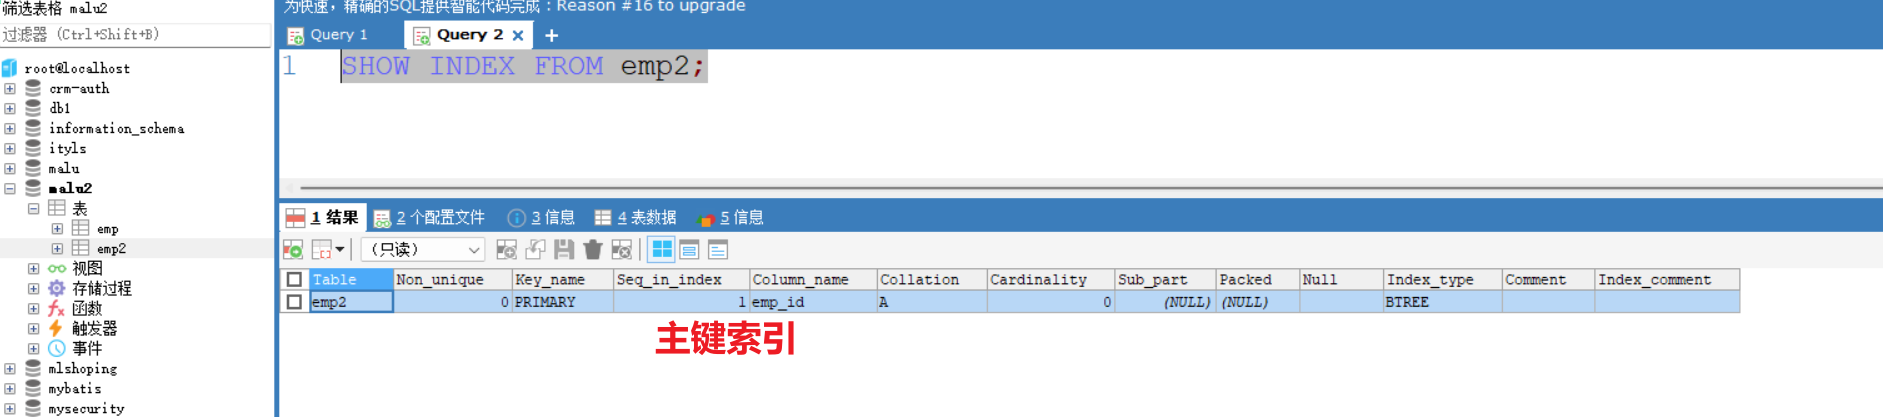 筛选表格 malu2
过滤器 (Ctrl+Shift+B)
root@localhost
crm-auth
db1
information_schema
ityls
malu
malu2
表
emp
emp2
视图
存储过程
函数
触发器
事件
mlshoping
mybatis
mysecurity
为快速，精确的SQL提供智能代码完成：Reason #16 to upgrade
Query 1 Query 2 × +
1 SHOW INDEX FROM emp2;
1 结果 2 个配置文件 3 信息 4 表数据 5 信息
(只读)
Table Non_unique Key_name Seq_in_index Column_name Collation Cardinality Sub_part Packed Null Index_type Comment Index_comment
emp2 0 PRIMARY 1 emp_id A 0 (NULL) (NULL) BTREE
主键索引